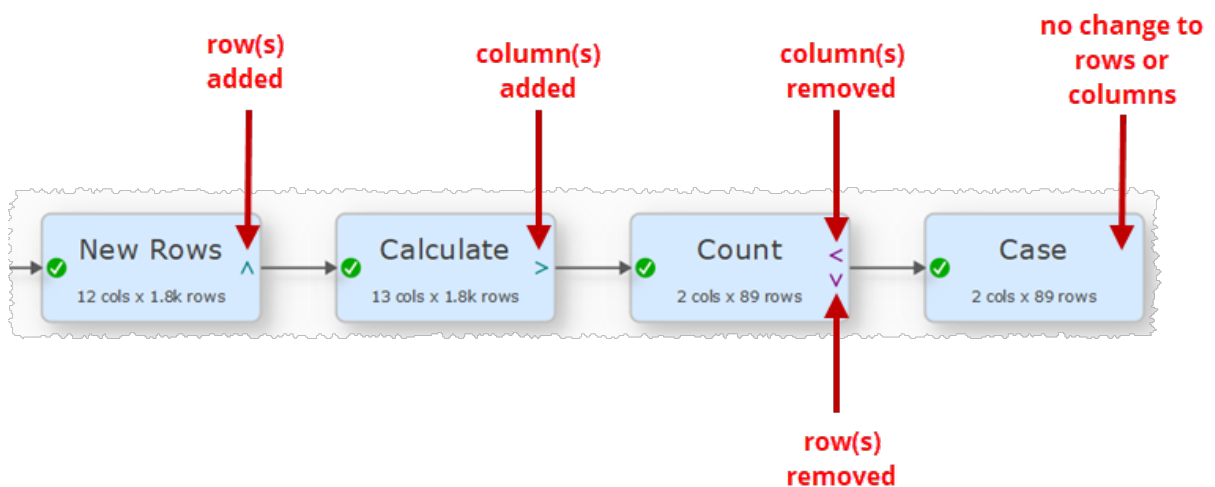 row(s)
added
column(s)
added
column(s)
removed
no change to
rows or
columns
New Rows
^
12 cols x 1.8k rows
Calculate
>
13 cols x 1.8k rows
Count
<
v
2 cols x 89 rows
Case
2 cols x 89 rows
row(s)
removed